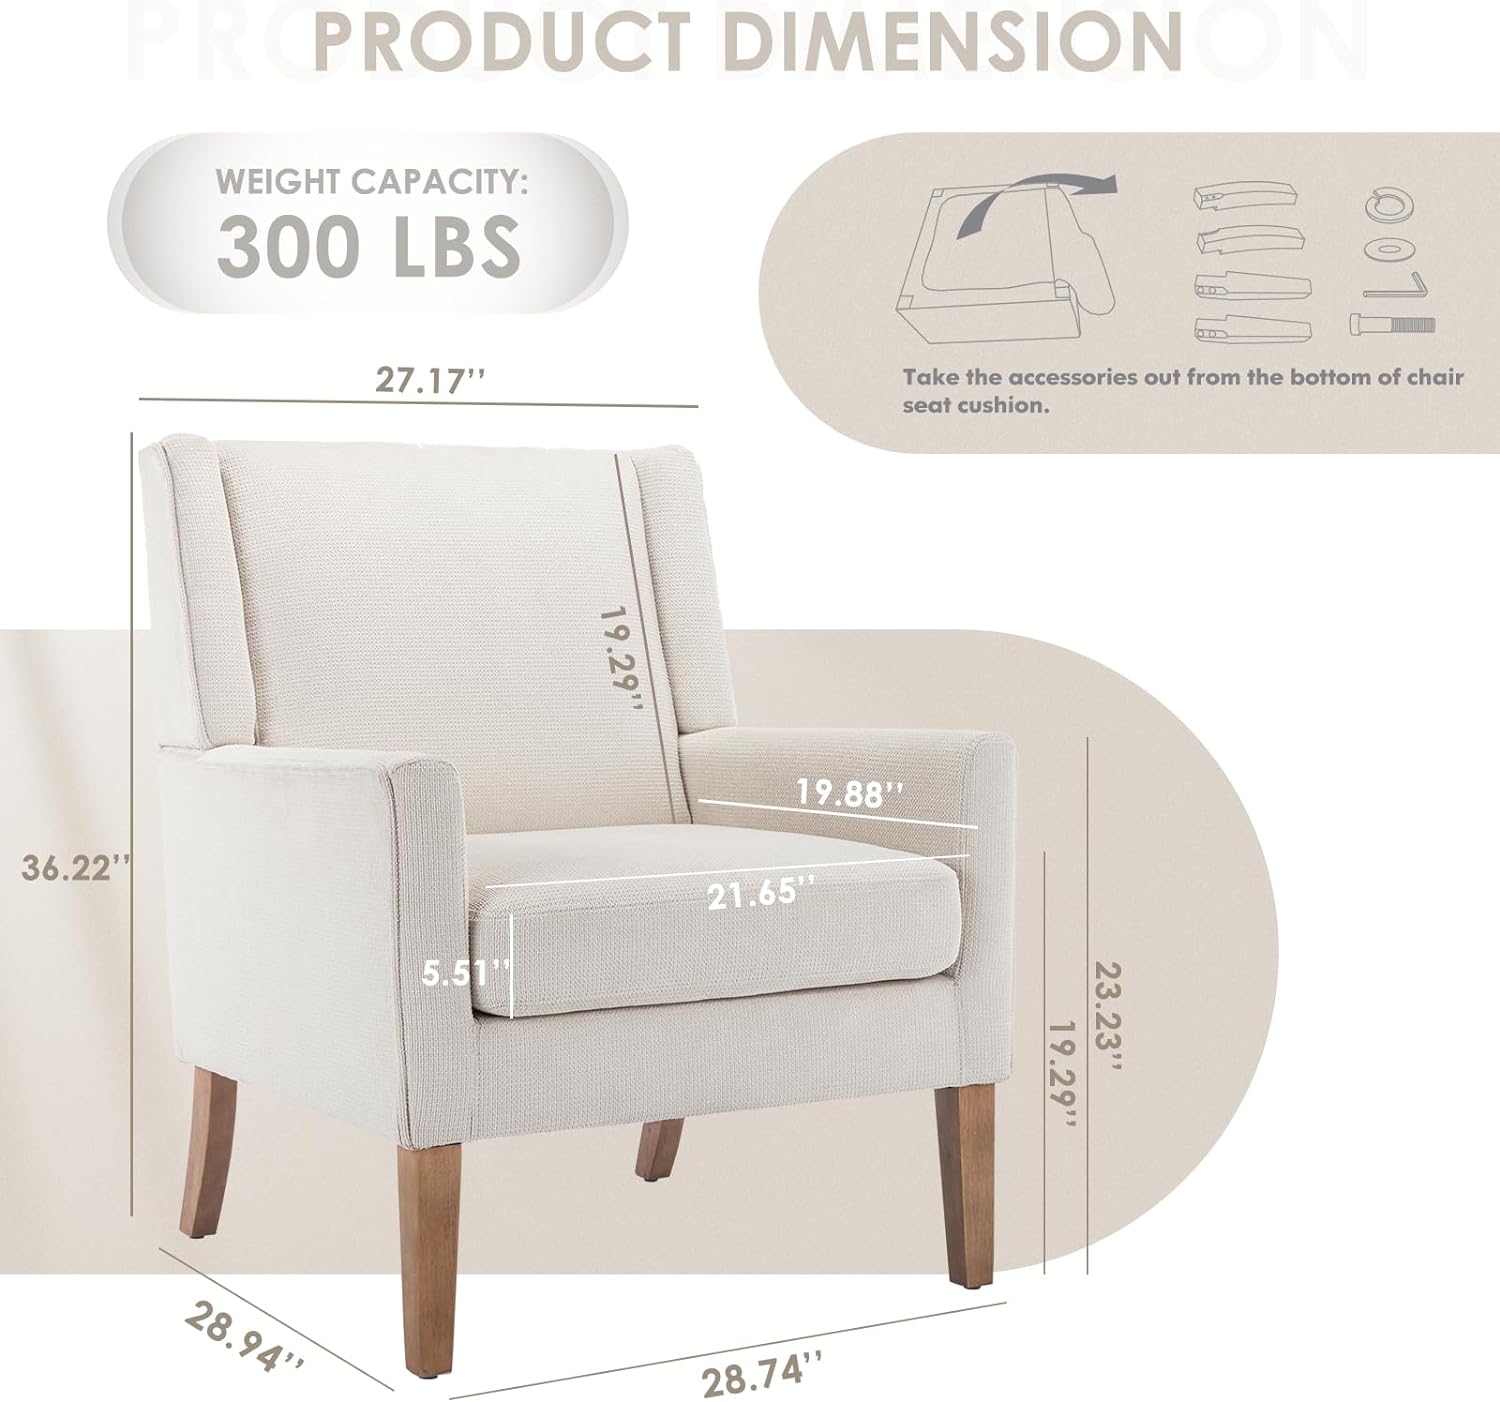 PRODUCT DIMENSION
WEIGHT CAPACITY:
300 LBS
Take the accessories out from the bottom of chair
seat cushion.
27.17’’
19.29’’
19.88’’
36.22’’
21.65’’
5.51’’
23.23’’
19.29’’
28.94’’
28.74’’